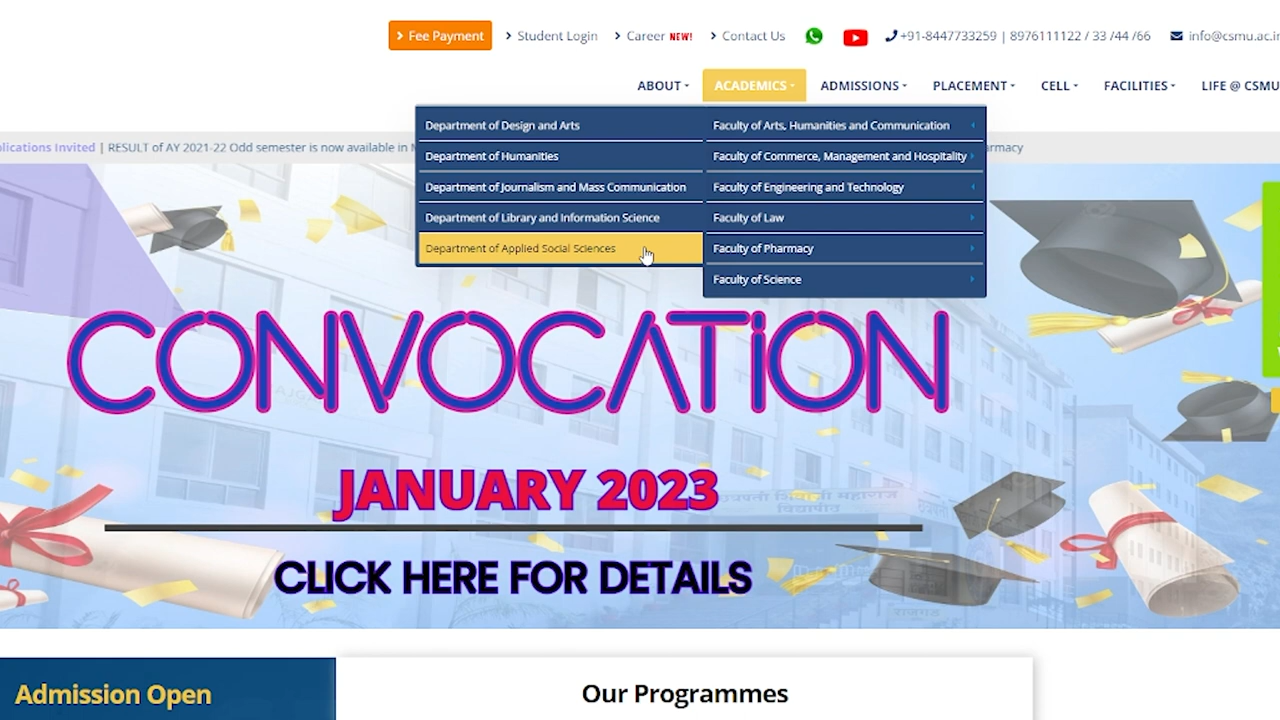 Fee Payment Student Login Career NEW! Contact Us +91-8447733259 | 8976111122 / 33 /44 /66 info@csmu.ac.in
ABOUT ACADEMICS ADMISSIONS PLACEMENT CELL FACILITIES LIFE @ CSMU
Department of Design and Arts
Department of Humanities
Department of Journalism and Mass Communication
Department of Library and Information Science
Department of Applied Social Sciences
Faculty of Arts, Humanities and Communication
Faculty of Commerce, Management and Hospitality
Faculty of Engineering and Technology
Faculty of Law
Faculty of Pharmacy
Faculty of Science
Invited | RESULT of AY 2021-22 Odd semester is now available in
CONVOCATION
JANUARY 2023
CLICK HERE FOR DETAILS
Admission Open
Our Programmes